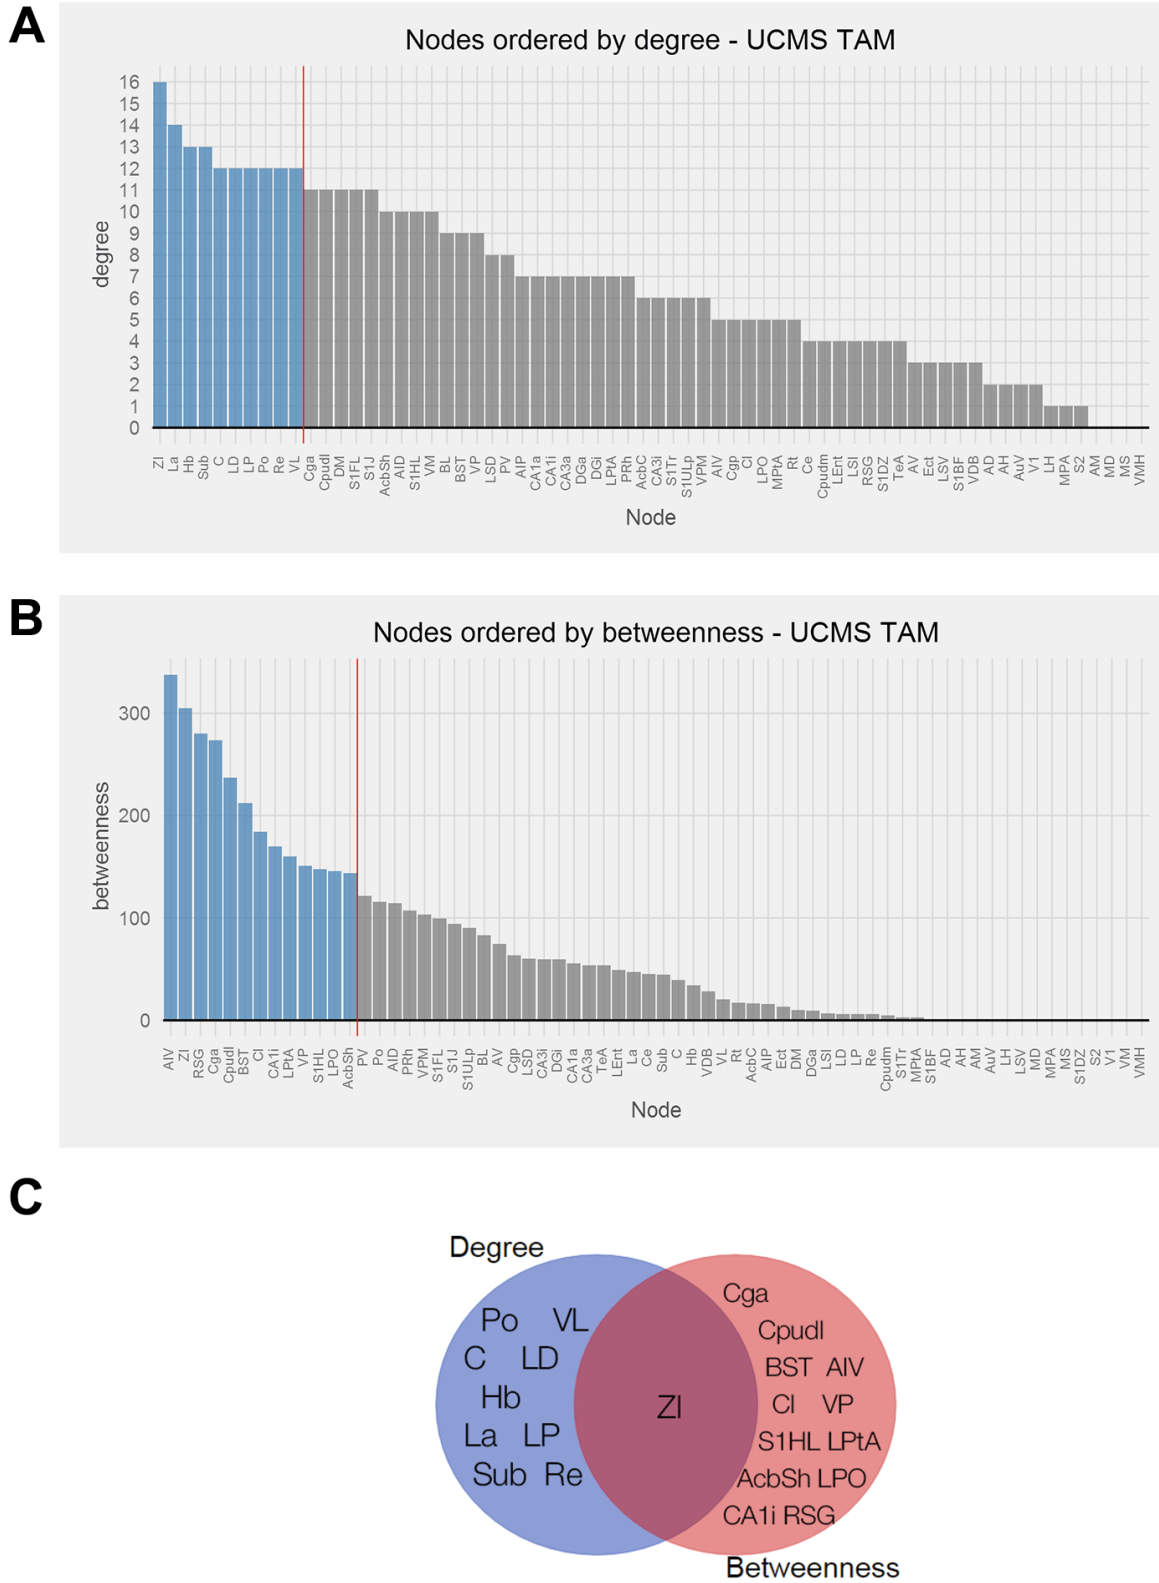 A
Nodes ordered by degree - UCMS TAM
degree
16
15
14
13
12
11
10
9
8
7
6
5
4
3
2
1
0
ZI La Hb Sub C LD LP Po Re VL Cga Cpudl DM S1FL S1J AcbSh AID S1HL VM BL BST VP LSD PV AIP CA1a CA1i CA3a DGa DGi LPtA PRh AcbC CA3i S1Tr S1ULp VPM AIV Cgp Cl LPO MPtA Rt Ce Cpudm LEnt LSI RSG S1DZ TeA AV Ect LSV S1BF VDB AD AH AuV V1 LH MPA S2 AM MD MS VMH
Node
B
Nodes ordered by betweenness - UCMS TAM
betweenness
300
200
100
0
AIV ZI RSG Cga Cpudl BST Cl CA1i LPtA VP S1HL LPO AcbSh PV Po AID PRh VPM S1FL S1J S1ULp BL AV Cgp LSD CA3i DGi CA1a CA3a TeA LEnt La Ce Sub C Hb VDB VL Rt AcbC AIP Ect DM DGa LSI LD LP Re Cpudm S1Tr MPtA S1BF AD AH AM AuV LH LSV MD MPA MS S1DZ S2 V1 VM VMH
Node
C
Degree
Po VL
C LD
Hb
La LP
Sub Re
ZI
Cga
Cpudl
BST AIV
Cl VP
S1HL LPtA
AcbSh LPO
CA1i RSG
Betweenness